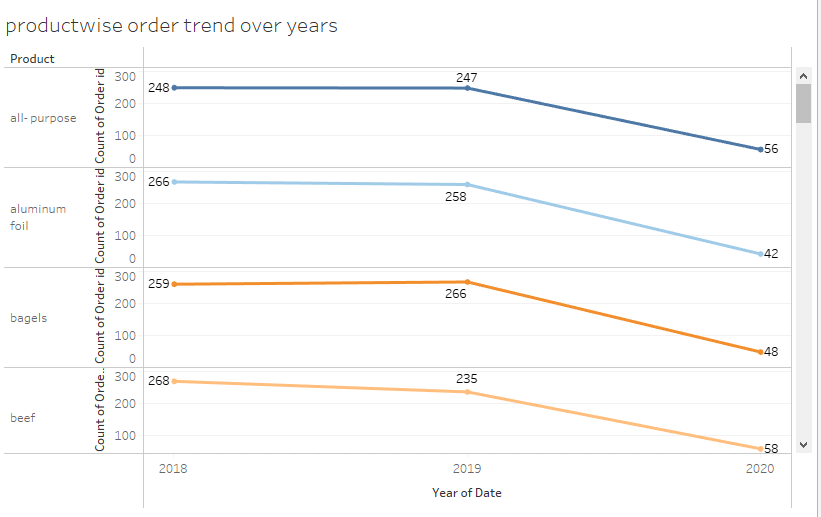 productwise order trend over years
Product
all- purpose
Count of Order id
300
200
100
0
248
247
56
aluminum
foil
Count of Order id
300
200
100
0
266
258
42
bagels
Count of Order id
300
200
100
0
259
266
48
beef
Count of Orde..
300
200
100
268
235
58
2018
2019
2020
Year of Date